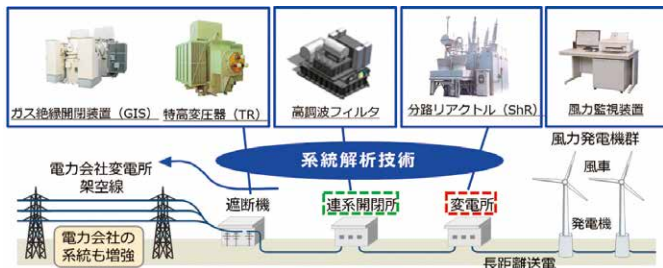 ガス絶縁開閉装置（GIS）
特高変圧器（TR）
高調波フィルタ
分路リアクトル（ShR）
風力監視装置
風力発電機群
系統解析技術
電力会社変電所
架空線
遮断機
連系開閉所
変電所
風車
発電機
電力会社の
系統も増強
長距離送電